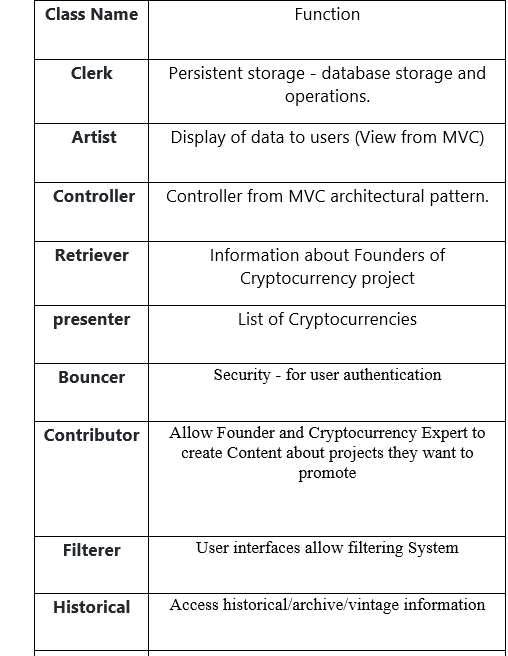 Class Name Function
Clerk Persistent storage - database storage and
operations.
Artist Display of data to users (View from MVC)
Controller Controller from MVC architectural pattern.
Retriever Information about Founders of
Cryptocurrency project
presenter List of Cryptocurrencies
Bouncer Security - for user authentication
Contributor Allow Founder and Cryptocurrency Expert to
create Content about projects they want to
promote
Filterer User interfaces allow filtering System
Historical Access historical/archive/vintage information